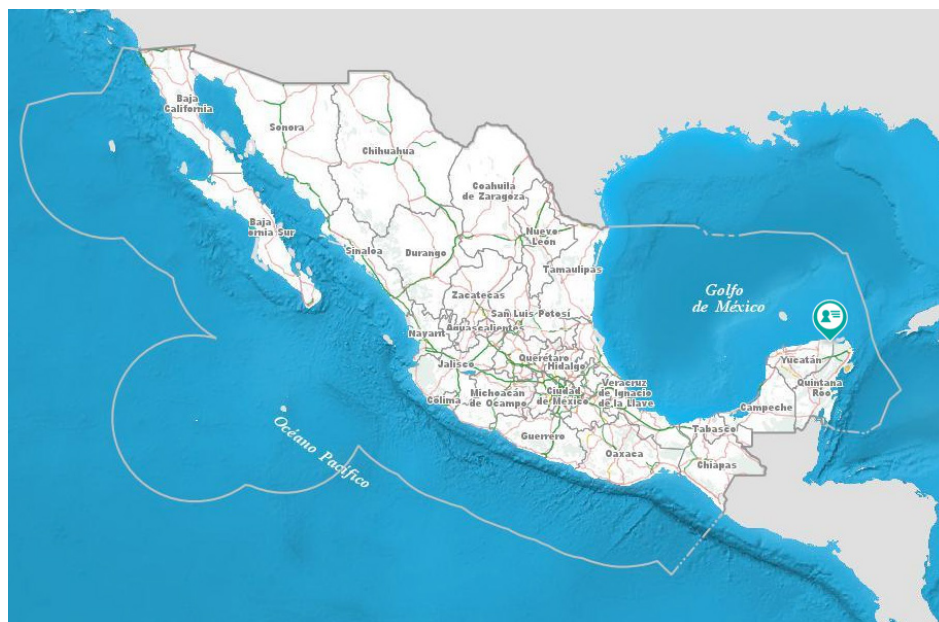 Baja
California
Sonora
Chihuahua
Coahuila
de Zaragoza
Baja
ornia Sur
Sinaloa
Durango
Nuevo
León
Tamaulipas
Zacatecas
San Luis Potosí
Nayarit
Aguascalientes
Jalisco
Querétaro
Hidalgo
Colima
Michoacán
de Ocampo
Ciudad
de México
Veracruz
de Ignacio
de la Llave
Guerrero
Oaxaca
Tabasco
Chiapas
Campeche
Yucatán
Quintana
Roo
Golfo
de México
Océano Pacífico